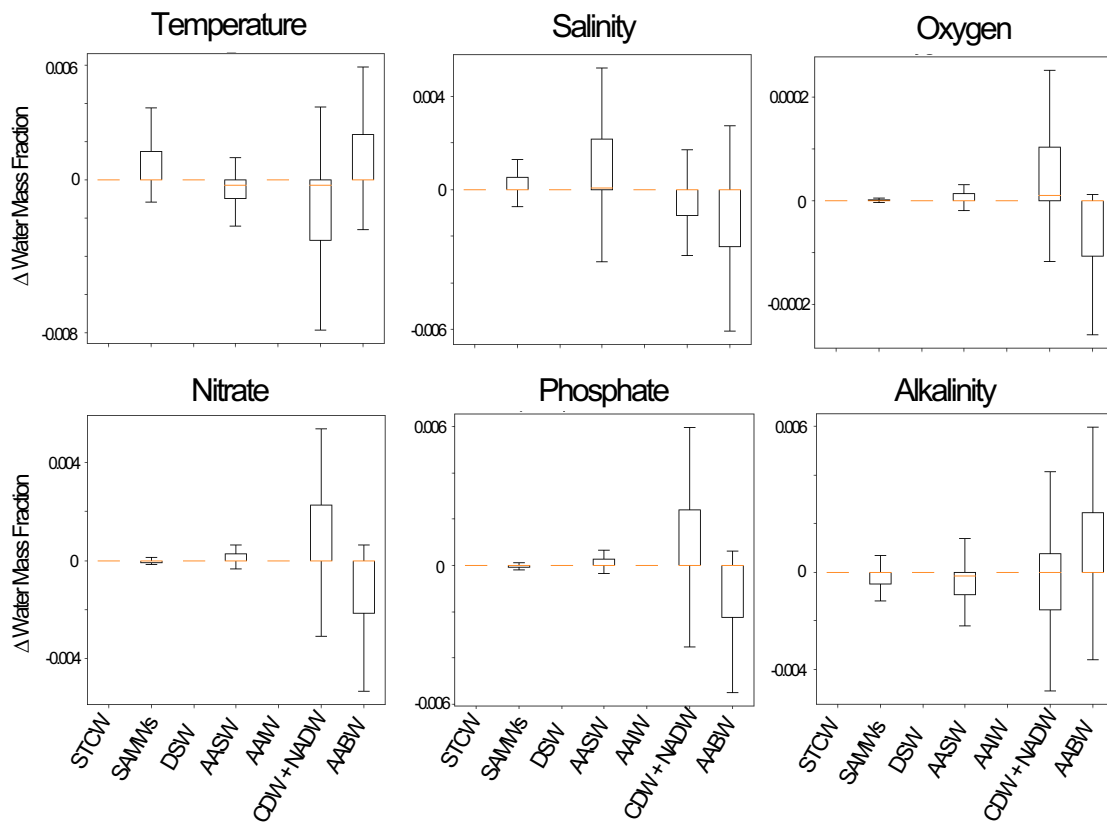 Temperature
Salinity
Oxygen
Δ Water Mass Fraction
0.006
0
-0.008
0.004
0
-0.006
0.0002
0
-0.0002
Nitrate
Phosphate
Alkalinity
Δ Water Mass Fraction
0.004
0
-0.004
0.006
0
-0.006
0.006
0
-0.004
STCW
SAMWs
DSW
AASW
AAIW
CDW + NADW
AABW
STCW
SAMWs
DSW
AASW
AAIW
CDW + NADW
AABW
STCW
SAMWs
DSW
AASW
AAIW
CDW + NADW
AABW